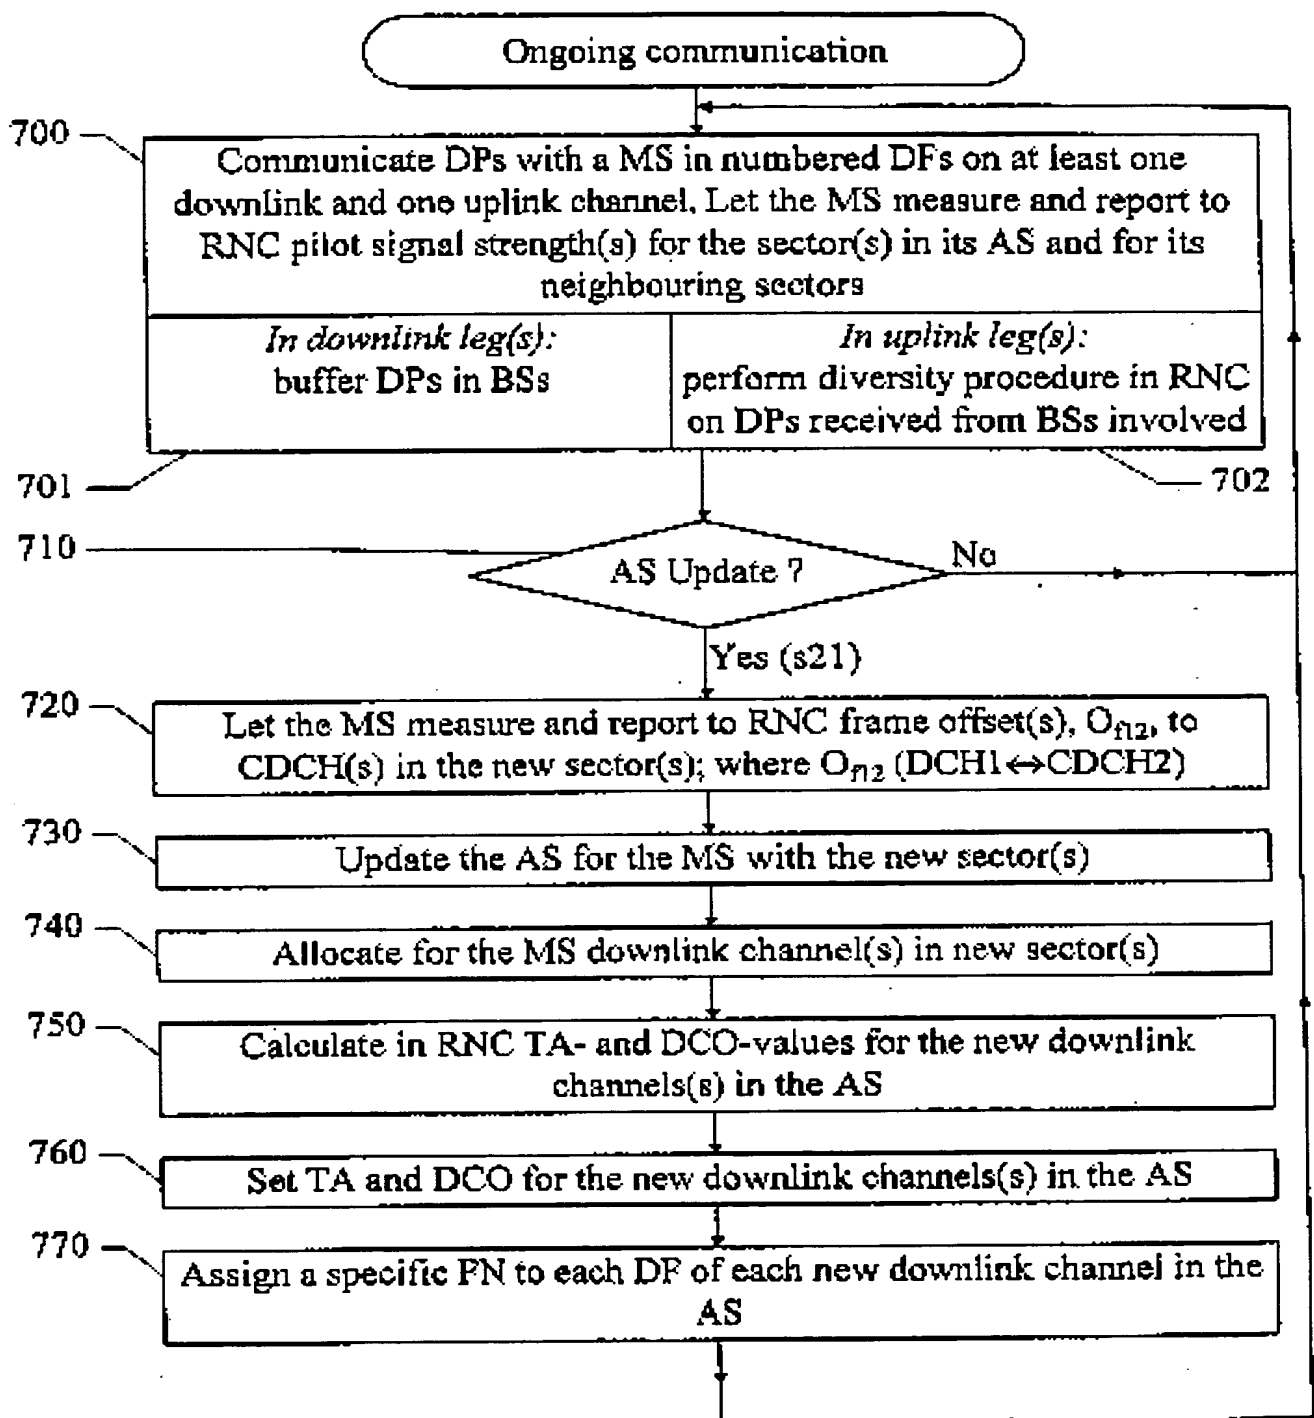 Ongoing communication
700
Communicate DPs with a MS in numbered DFs on at least one
downlink and one uplink channel. Let the MS measure and report to
RNC pilot signal strength(s) for the sector(s) in its AS and for its
neighbouring sectors
In downlink leg(s):
buffer DPs in BSs
In uplink leg(s):
perform diversity procedure in RNC
on DPs received from BSs involved
701
702
710
AS Update ?
No
Yes (s21)
720
Let the MS measure and report to RNC frame offset(s), Of12, to
CDCH(s) in the new sector(s); where Of12 (DCH1↔CDCH2)
730
Update the AS for the MS with the new sector(s)
740
Allocate for the MS downlink channel(s) in new sector(s)
750
Calculate in RNC TA- and DCO-values for the new downlink
channels(s) in the AS
760
Set TA and DCO for the new downlink channels(s) in the AS
770
Assign a specific FN to each DF of each new downlink channel in the
AS